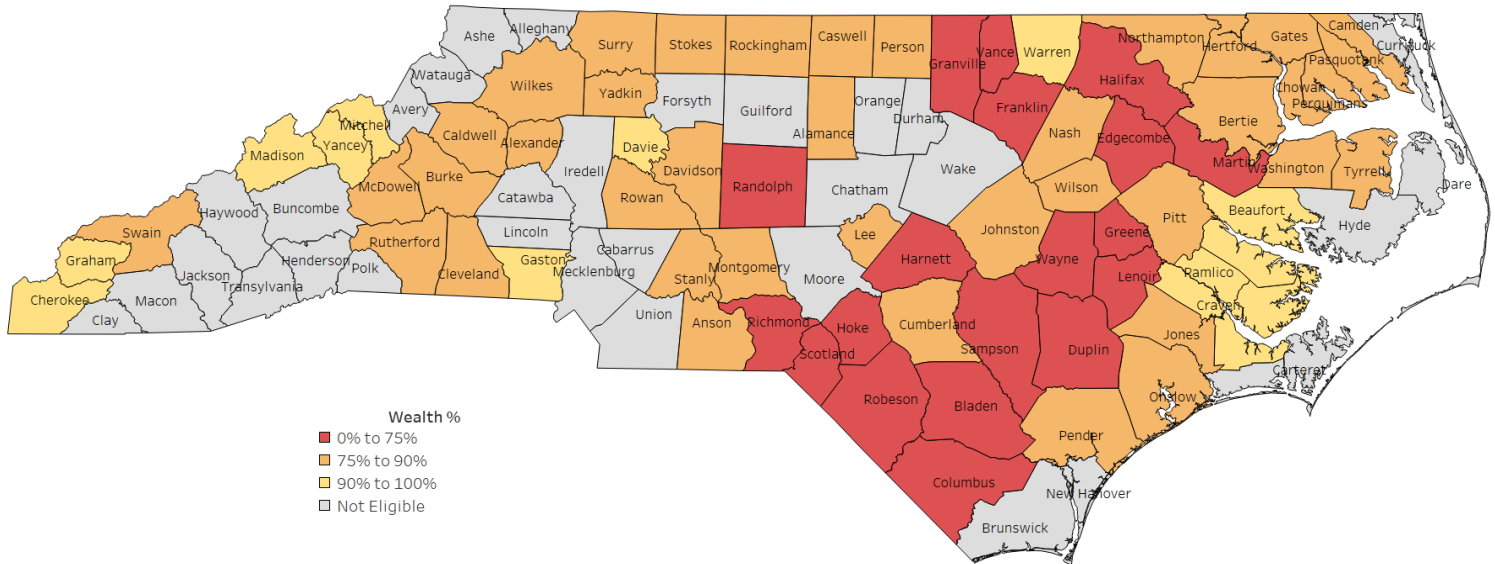 Ashe
Alleghany
Surry
Stokes
Rockingham
Caswell
Person
Granville
Vance
Warren
Northampton
Hertford
Gates
Camden
Currituck
Pasquotank
Halifax
Watauga
Wilkes
Yadkin
Forsyth
Guilford
Orange
Durham
Franklin
Chowan
Perquimans
Avery
Mitchell
Caldwell
Alexander
Alamance
Nash
Edgecombe
Bertie
Madison
Yancey
Davie
Iredell
Davidson
Wake
Martin
Washington
Tyrrell
Dare
McDowell
Burke
Catawba
Rowan
Randolph
Chatham
Wilson
Haywood
Buncombe
Pitt
Beaufort
Hyde
Swain
Lincoln
Lee
Johnston
Greene
Rutherford
Graham
Henderson
Polk
Cleveland
Gaston
Cabarrus
Mecklenburg
Stanly
Montgomery
Moore
Harnett
Wayne
Lenoir
Ramlico
Jackson
Transylvania
Cherokee
Macon
Clay
Craven
Union
Anson
Richmond
Hoke
Scotland
Cumberland
Sampson
Duplin
Jones
Carteret
Robeson
Bladen
Onslow
Pender
Columbus
New Hanover
Brunswick
Wealth %
0% to 75%
75% to 90%
90% to 100%
Not Eligible